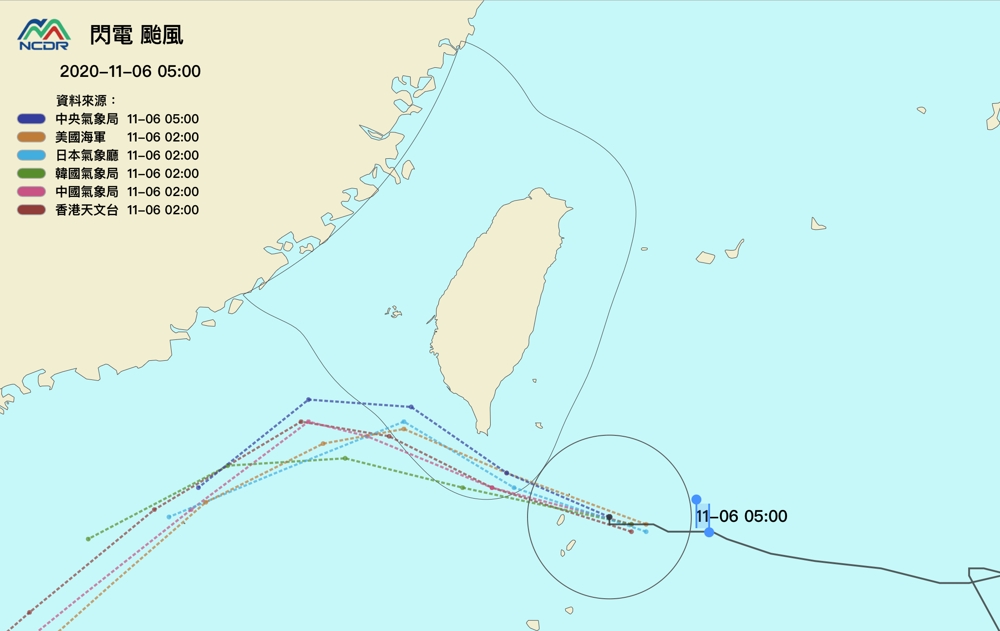 NCDR
閃電 颱風
2020-11-06 05:00
資料來源：
中央氣象局 11-06 05:00
美國海軍 11-06 02:00
日本氣象廳 11-06 02:00
韓國氣象局 11-06 02:00
中國氣象局 11-06 02:00
香港天文台 11-06 02:00
11-06 05:00